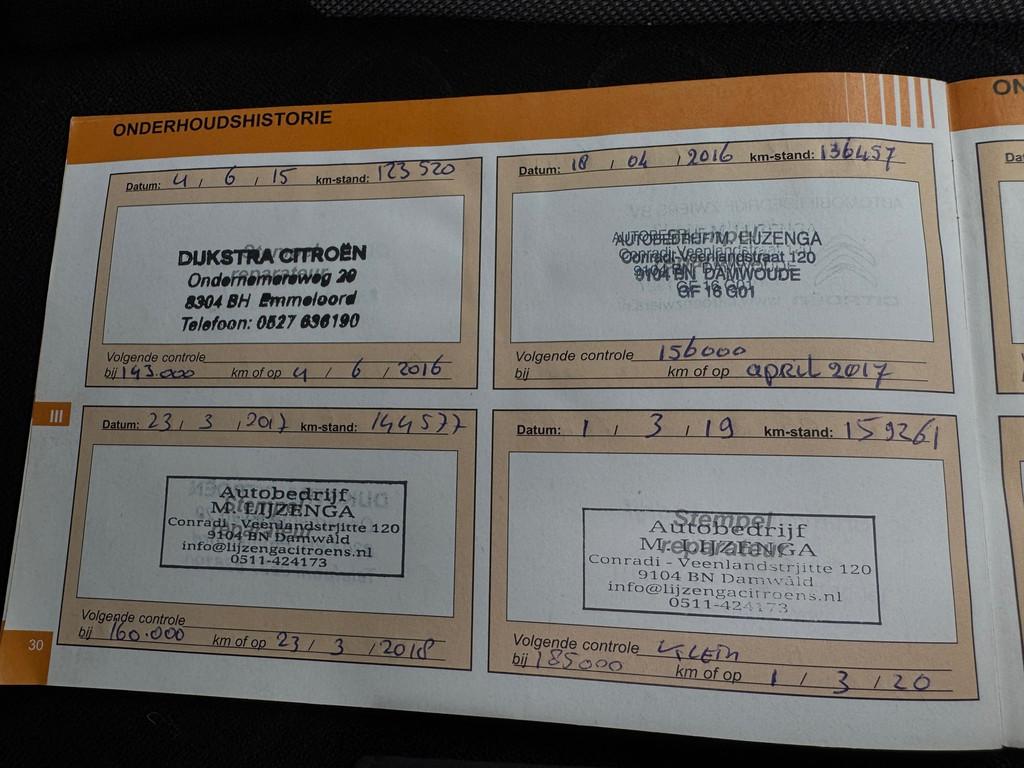 ONDERHOUDSHISTORIE
ON
Datum: 4 / 6 / 15 km-stand: 123520
DIJKSTRA CITROËN
Ondernemersweg 20
8304 BH Emmeloord
Telefoon: 0527 636190
Volgende controle
bij 143.000 km of op 4 / 6 / 2016
Datum: 18 / 04 / 2016 km-stand: 136457
AUTOBEDRIJF M. LIJZENGA
Conradi-Veenlandstraat 120
9104 BN DAMWOUDE
GF 16 G01
Volgende controle 156000
bij km of op april 2017
III
Datum: 23 / 3 / 2017 km-stand: 144577
Stempel
reparateur
Autobedrijf
M. LIJZENGA
Conradi - Veenlandstrjitte 120
9104 BN Damwâld
info@lijzengacitroens.nl
0511-424173
Volgende controle
bij 160.000 km of op 23 / 3 / 2018
Datum: 1 / 3 / 19 km-stand: 159261
Stempel
reparateur
Autobedrijf
M. LIJZENGA
Conradi - Veenlandstrjitte 120
9104 BN Damwâld
info@lijzengacitroens.nl
0511-424173
Volgende controle KLEIN
bij 185000 km of op 1 / 3 / 20
30